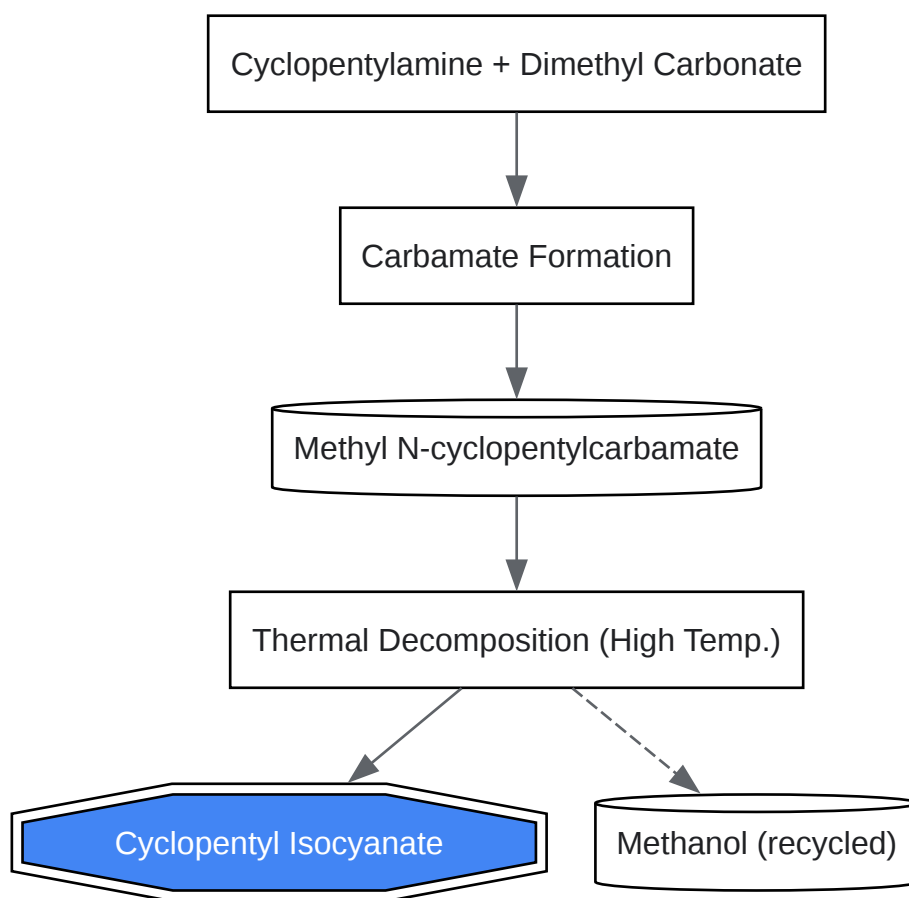 Cyclopentylamine + Dimethyl Carbonate
Carbamate Formation
Methyl N-cyclopentylcarbamate
Thermal Decomposition (High Temp.)
Cyclopentyl Isocyanate
Methanol (recycled)